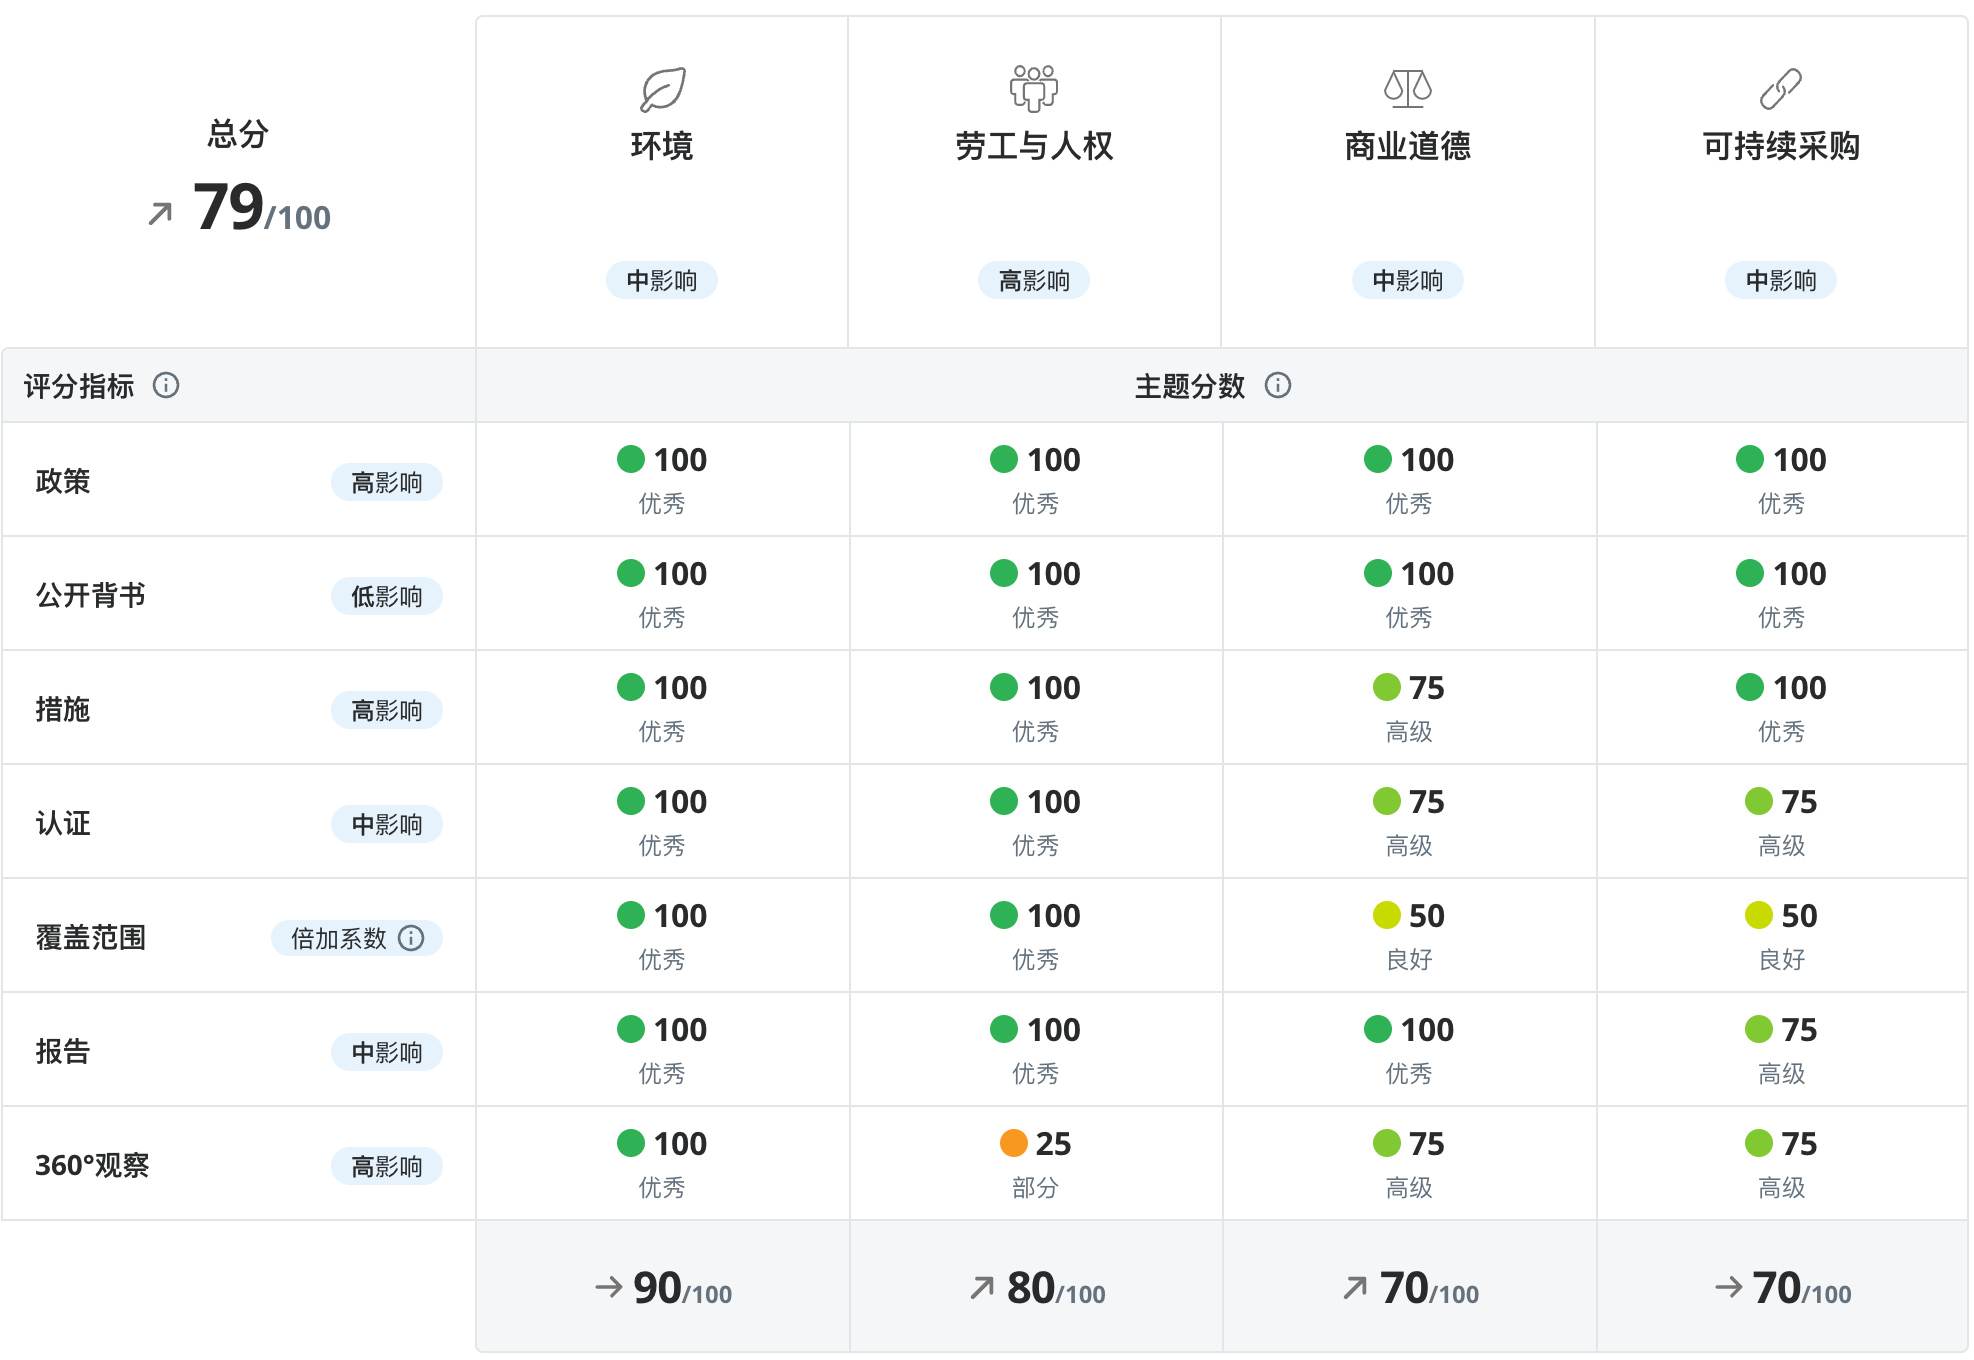 总分
79/100
环境
劳工与人权
商业道德
可持续采购
中影响
高影响
中影响
中影响
评分指标
主题分数
政策
高影响
100
100
100
100
优秀
优秀
优秀
优秀
公开背书
低影响
100
100
100
100
优秀
优秀
优秀
优秀
措施
高影响
100
100
75
100
优秀
优秀
高级
优秀
认证
中影响
100
100
75
75
优秀
优秀
高级
高级
覆盖范围
倍加系数
100
100
50
50
优秀
优秀
良好
良好
报告
中影响
100
100
100
75
优秀
优秀
优秀
高级
360°观察
高影响
100
25
75
75
优秀
部分
高级
高级
90/100
80/100
70/100
70/100